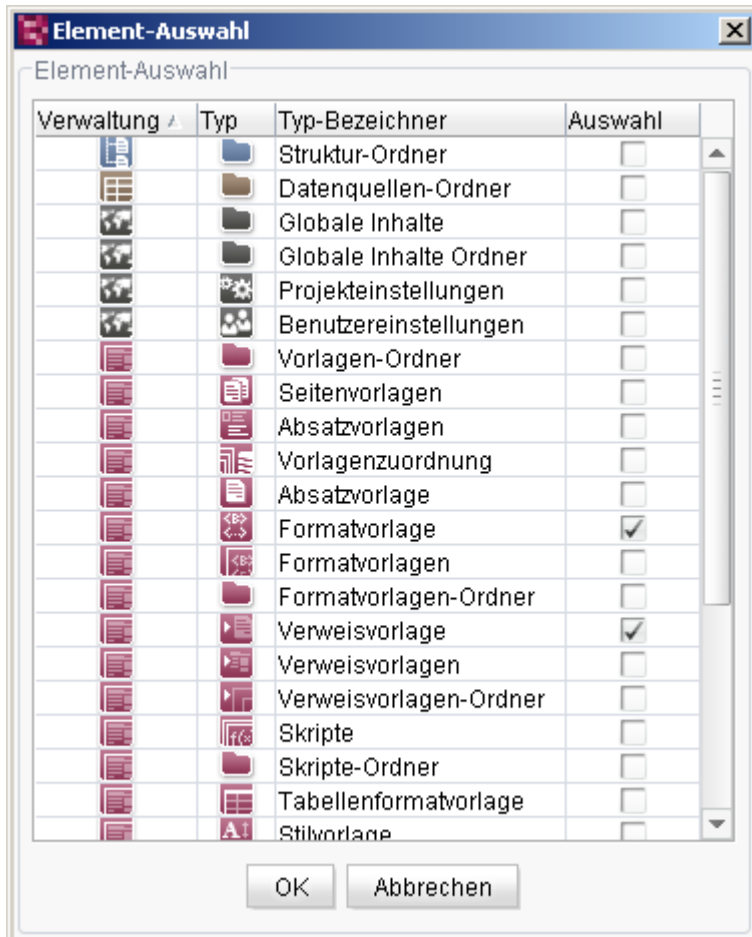 Element-Auswahl
Element-Auswahl
Verwaltung Typ Typ-Bezeichner Auswahl
Struktur-Ordner
Datenquellen-Ordner
Globale Inhalte
Globale Inhalte Ordner
Projekteinstellungen
Benutzereinstellungen
Vorlagen-Ordner
Seitenvorlagen
Absatzvorlagen
Vorlagenzuordnung
Absatzvorlage
Formatvorlage
Formatvorlagen
Formatvorlagen-Ordner
Verweisvorlage
Verweisvorlagen
Verweisvorlagen-Ordner
Skripte
Skripte-Ordner
Tabellenformatvorlage
Stilvorlage
OK Abbrechen